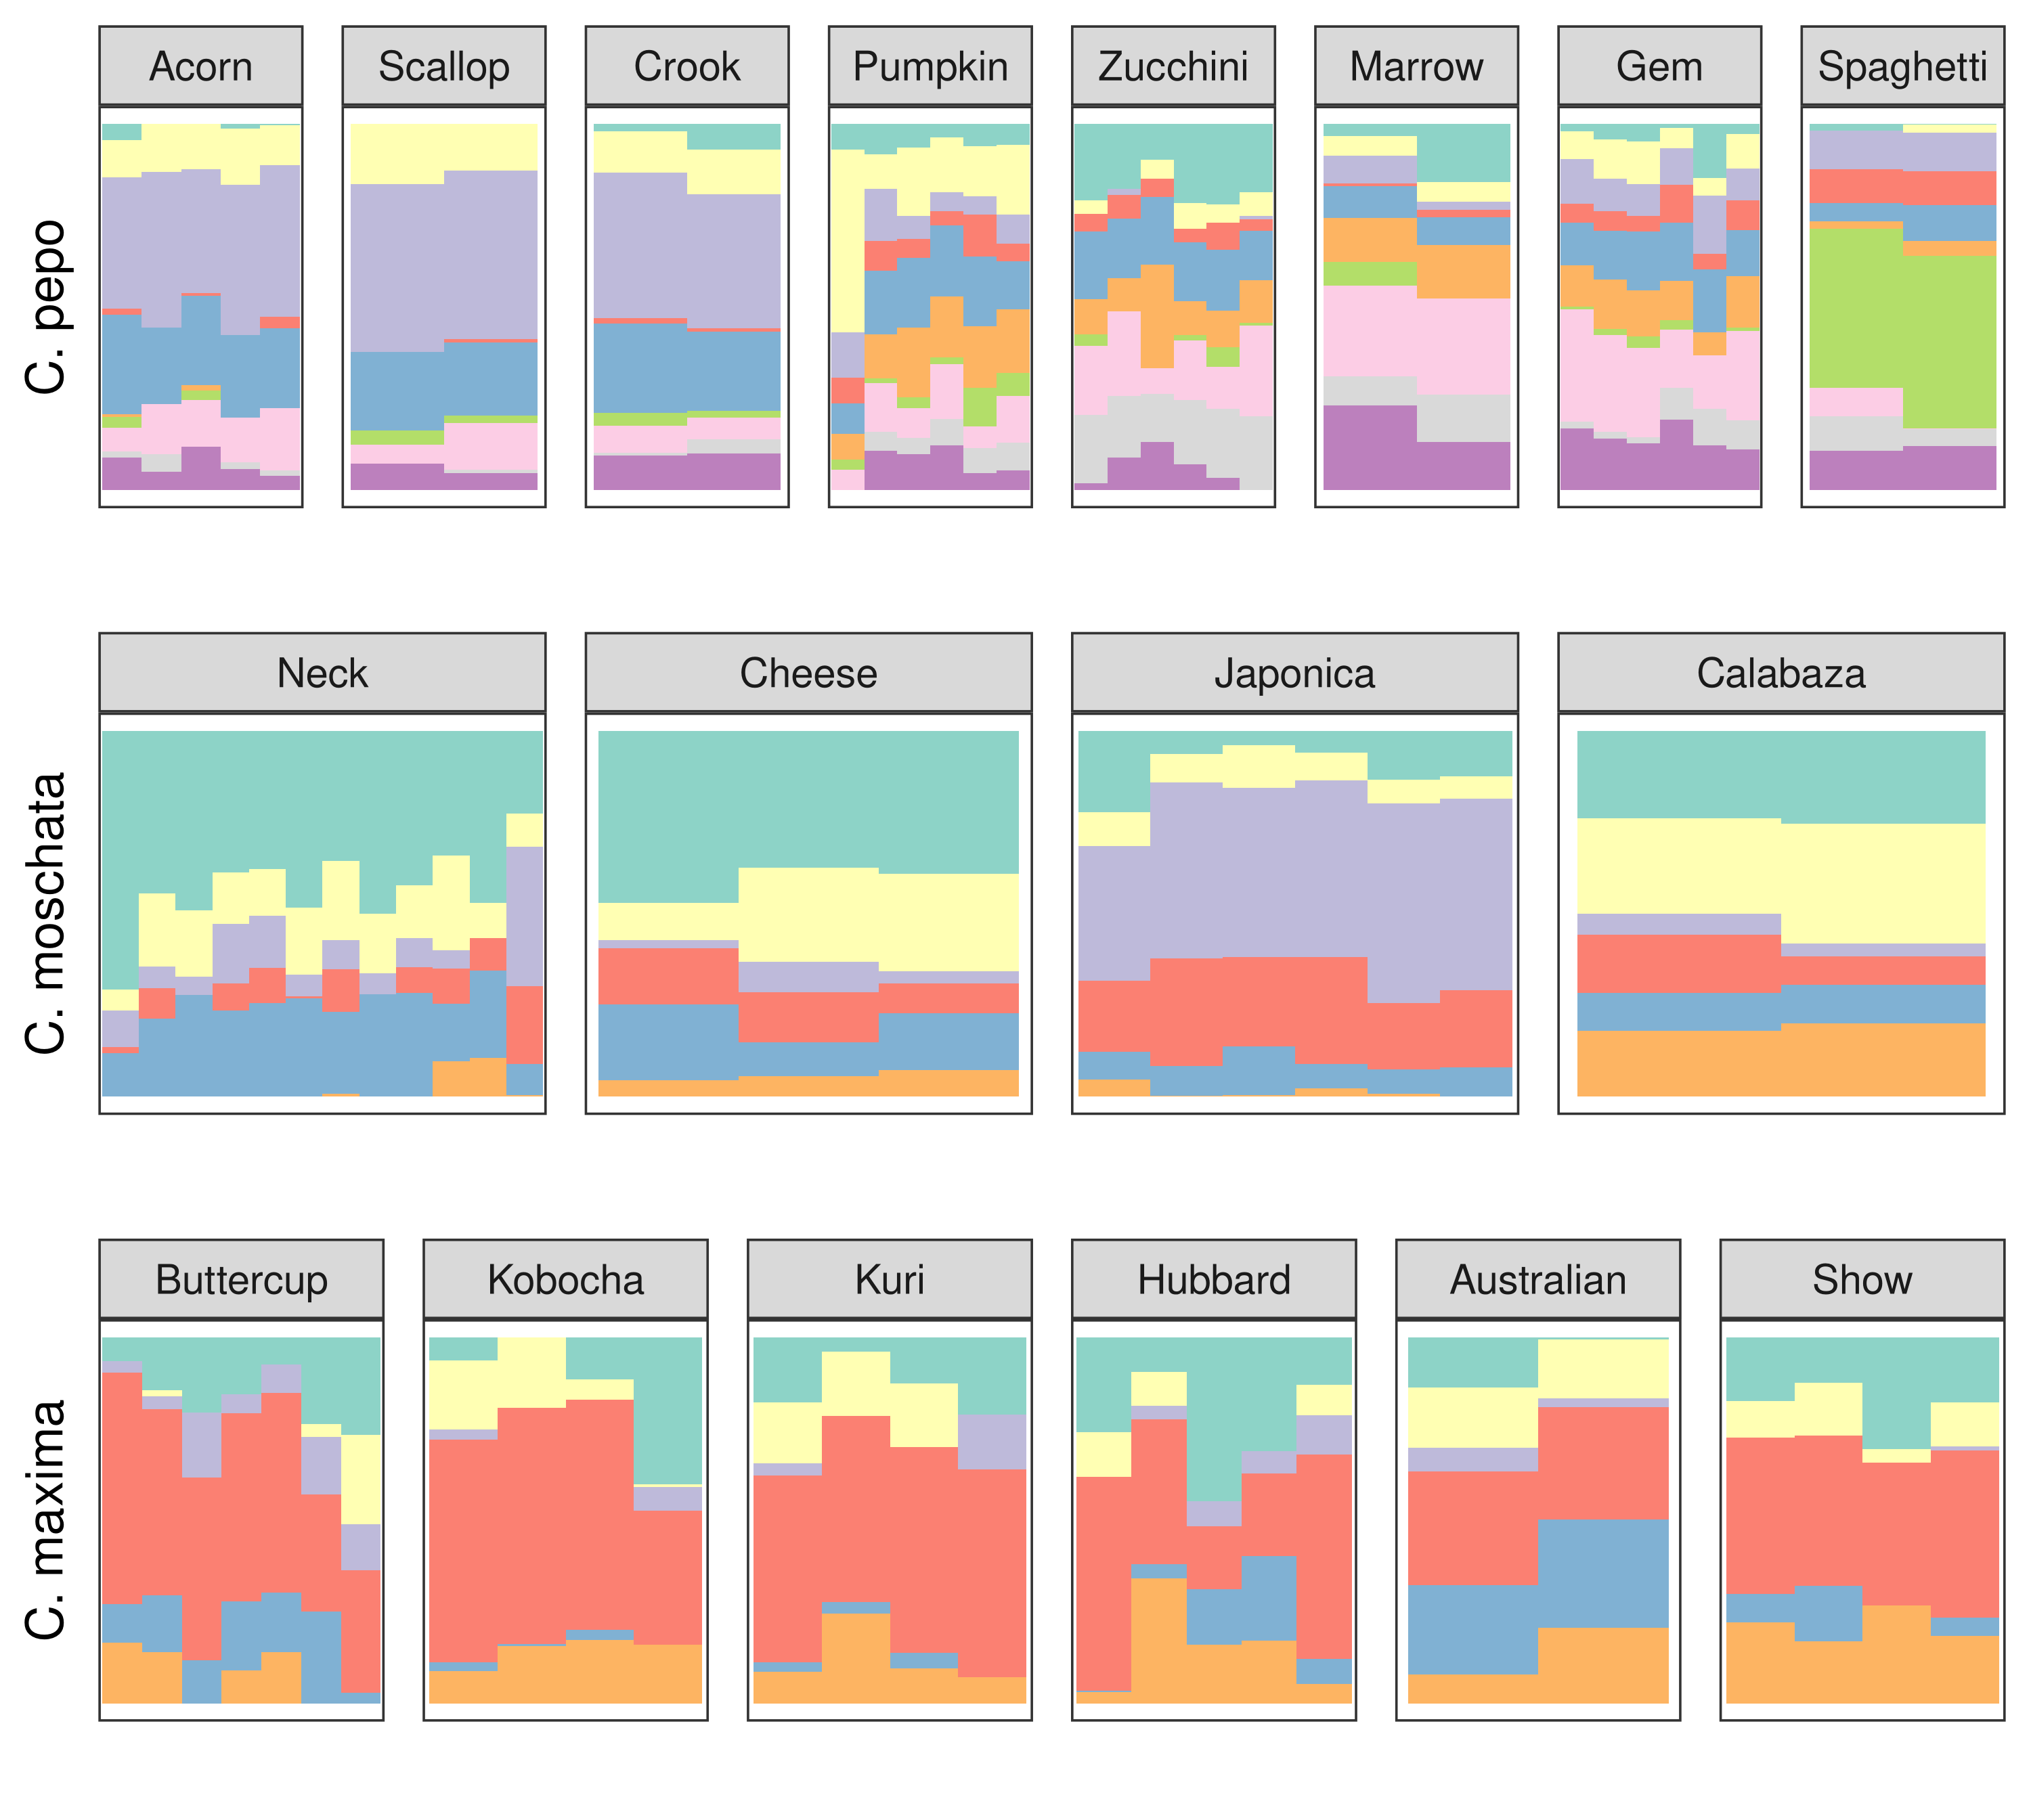 C. pepo
Acorn
Scallop
Crook
Pumpkin
Zucchini
Marrow
Gem
Spaghetti
C. moschata
Neck
Cheese
Japonica
Calabaza
C. maxima
Buttercup
Kobocha
Kuri
Hubbard
Australian
Show